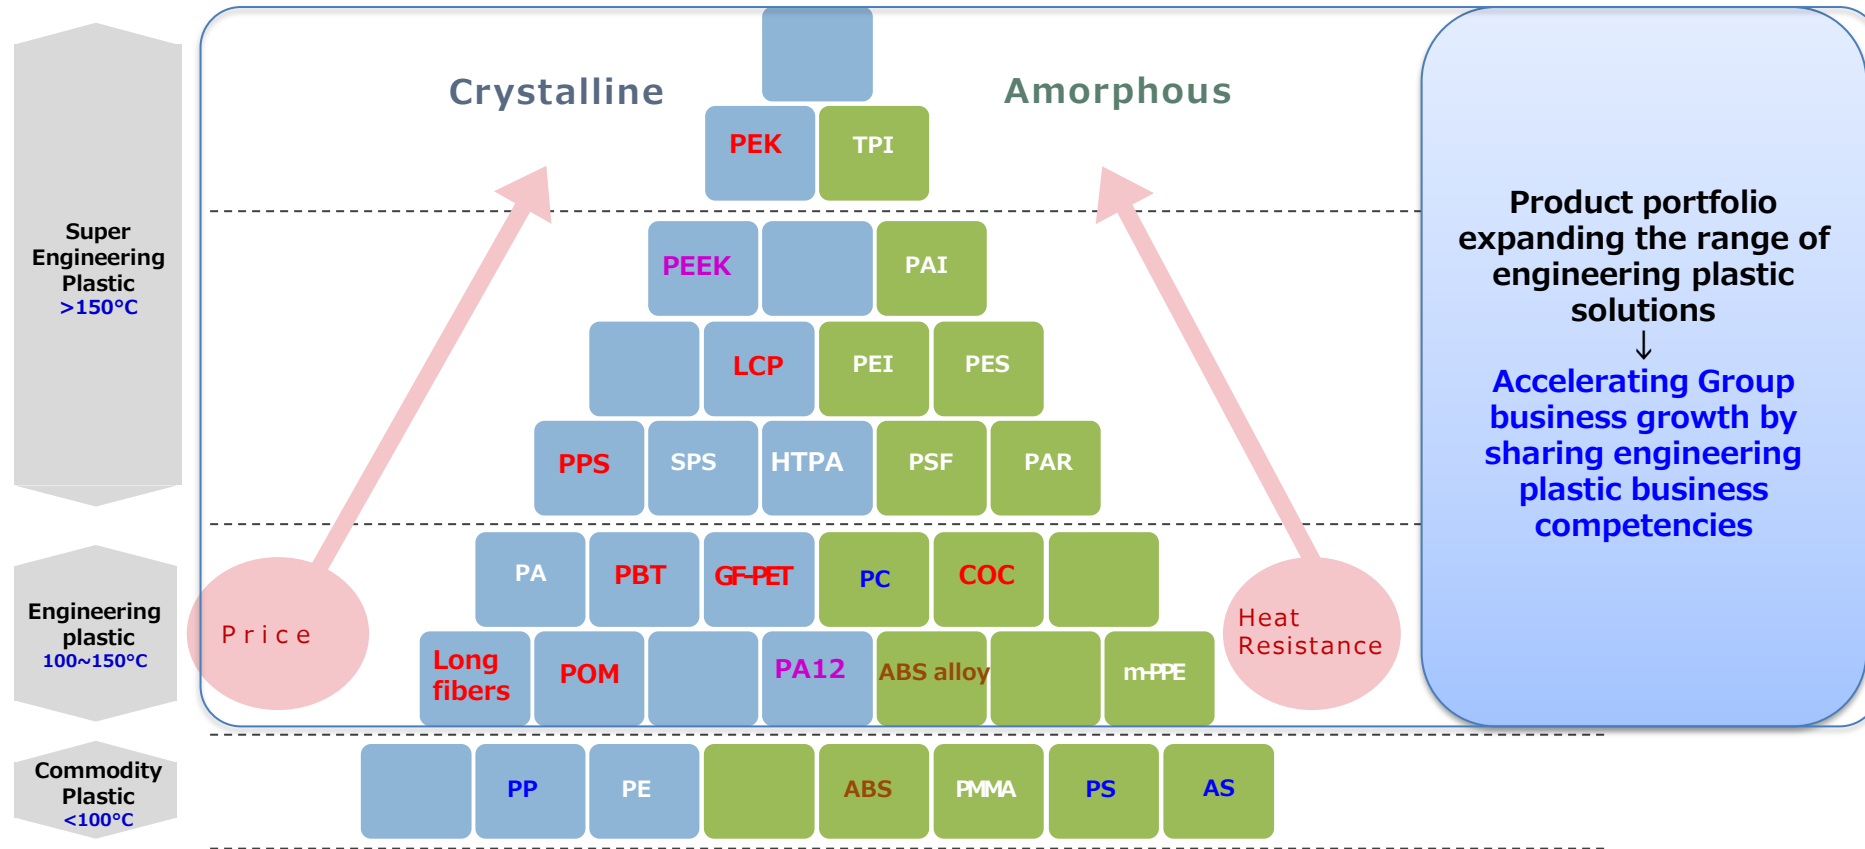 Crystalline
Amorphous
PEK
TPI
Super
Engineering
Plastic
>150°C
PEEK
PAI
LCP
PEI
PES
PPS
SPS
HTPA
PSF
PAR
Engineering
plastic
100~150°C
Price
PA
PBT
GF-PET
PC
COC
Heat
Resistance
Long
fibers
POM
PA12
ABS alloy
m-PPE
Commodity
Plastic
<100°C
PP
PE
ABS
PMMA
PS
AS
Product portfolio
expanding the range of
engineering plastic
solutions
↓
Accelerating Group
business growth by
sharing engineering
plastic business
competencies